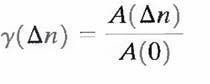 γ(Δn) = A(Δn) / A(0)